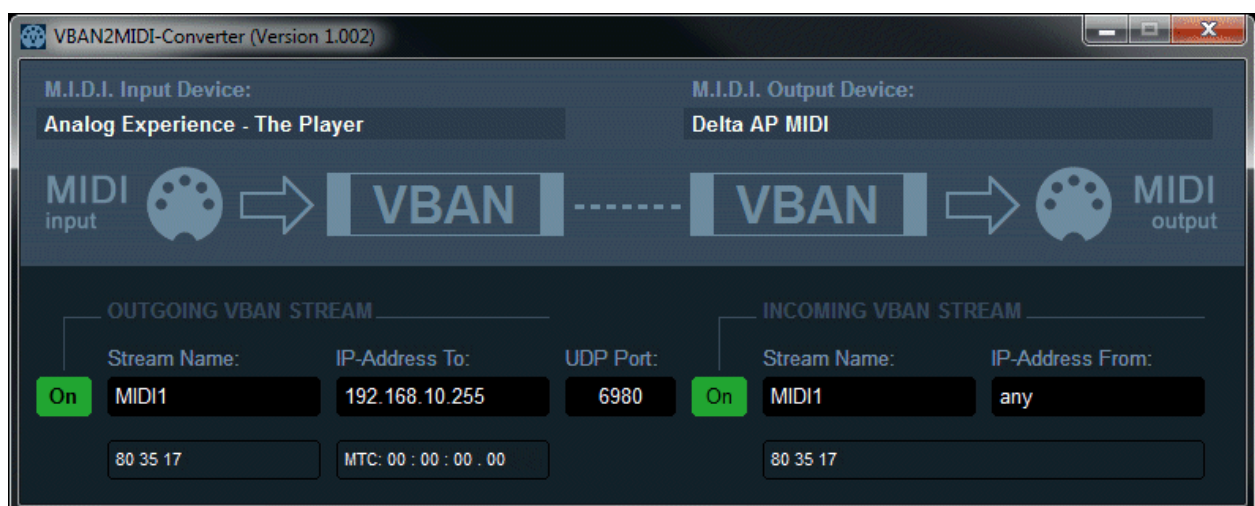 VBAN2MIDI-Converter (Version 1.002)
M.I.D.I. Input Device:
M.I.D.I. Output Device:
Analog Experience - The Player
Delta AP MIDI
MIDI
input
VBAN
VBAN
MIDI
output
OUTGOING VBAN STREAM
INCOMING VBAN STREAM
Stream Name:
IP-Address To:
UDP Port:
Stream Name:
IP-Address From:
On
MIDI1
192.168.10.255
6980
On
MIDI1
any
80 35 17
MTC: 00 : 00 : 00 . 00
80 35 17